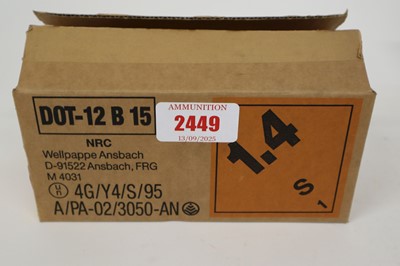 DOT-12 B 15
AMMUNITION
2449
13/09/2025
NRC
Wellpappe Ansbach
D-91522 Ansbach, FRG
M 4031
un 4G/Y4/S/95
A/PA-02/3050-AN
1.4
S
1